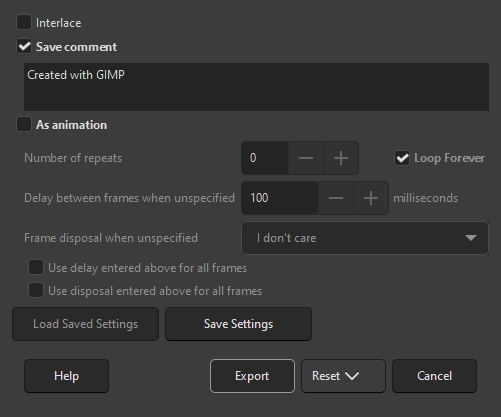 Interlace
Save comment
Created with GIMP
As animation
Number of repeats 0 Loop Forever
Delay between frames when unspecified 100 milliseconds
Frame disposal when unspecified I don't care
Use delay entered above for all frames
Use disposal entered above for all frames
Load Saved Settings Save Settings
Help Export Reset Cancel